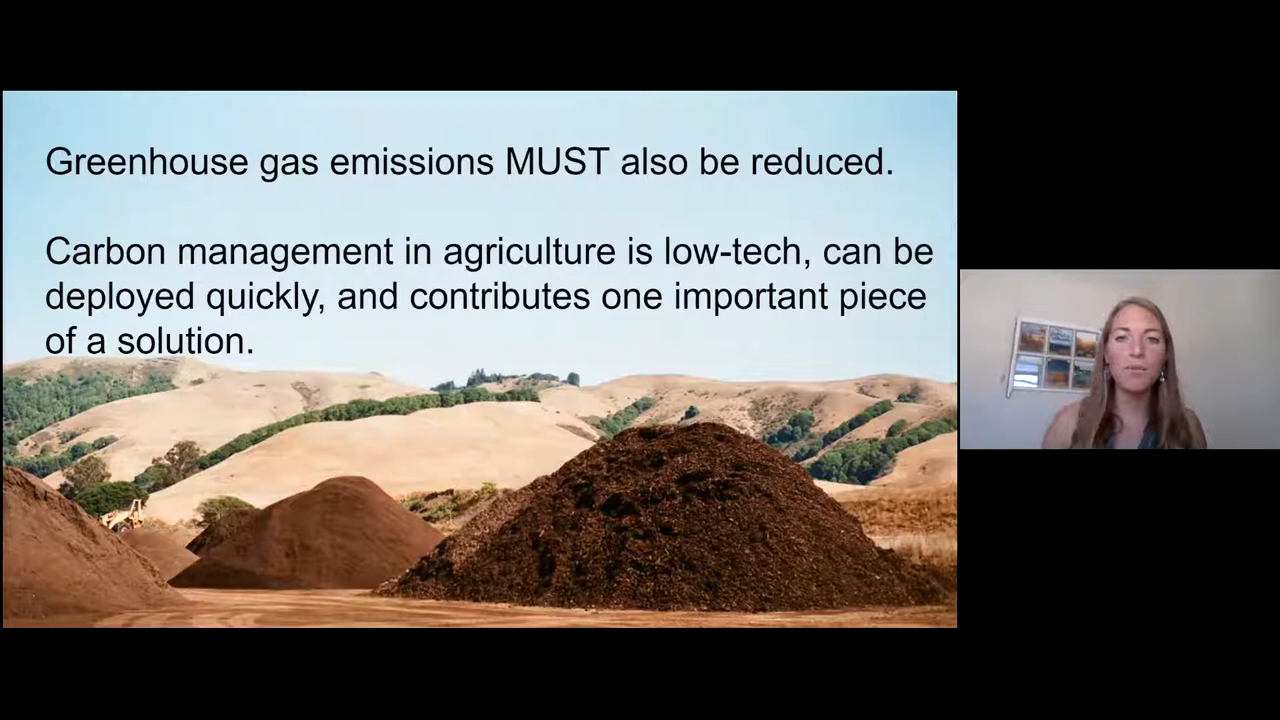 Greenhouse gas emissions MUST also be reduced.
Carbon management in agriculture is low-tech, can be
deployed quickly, and contributes one important piece
of a solution.